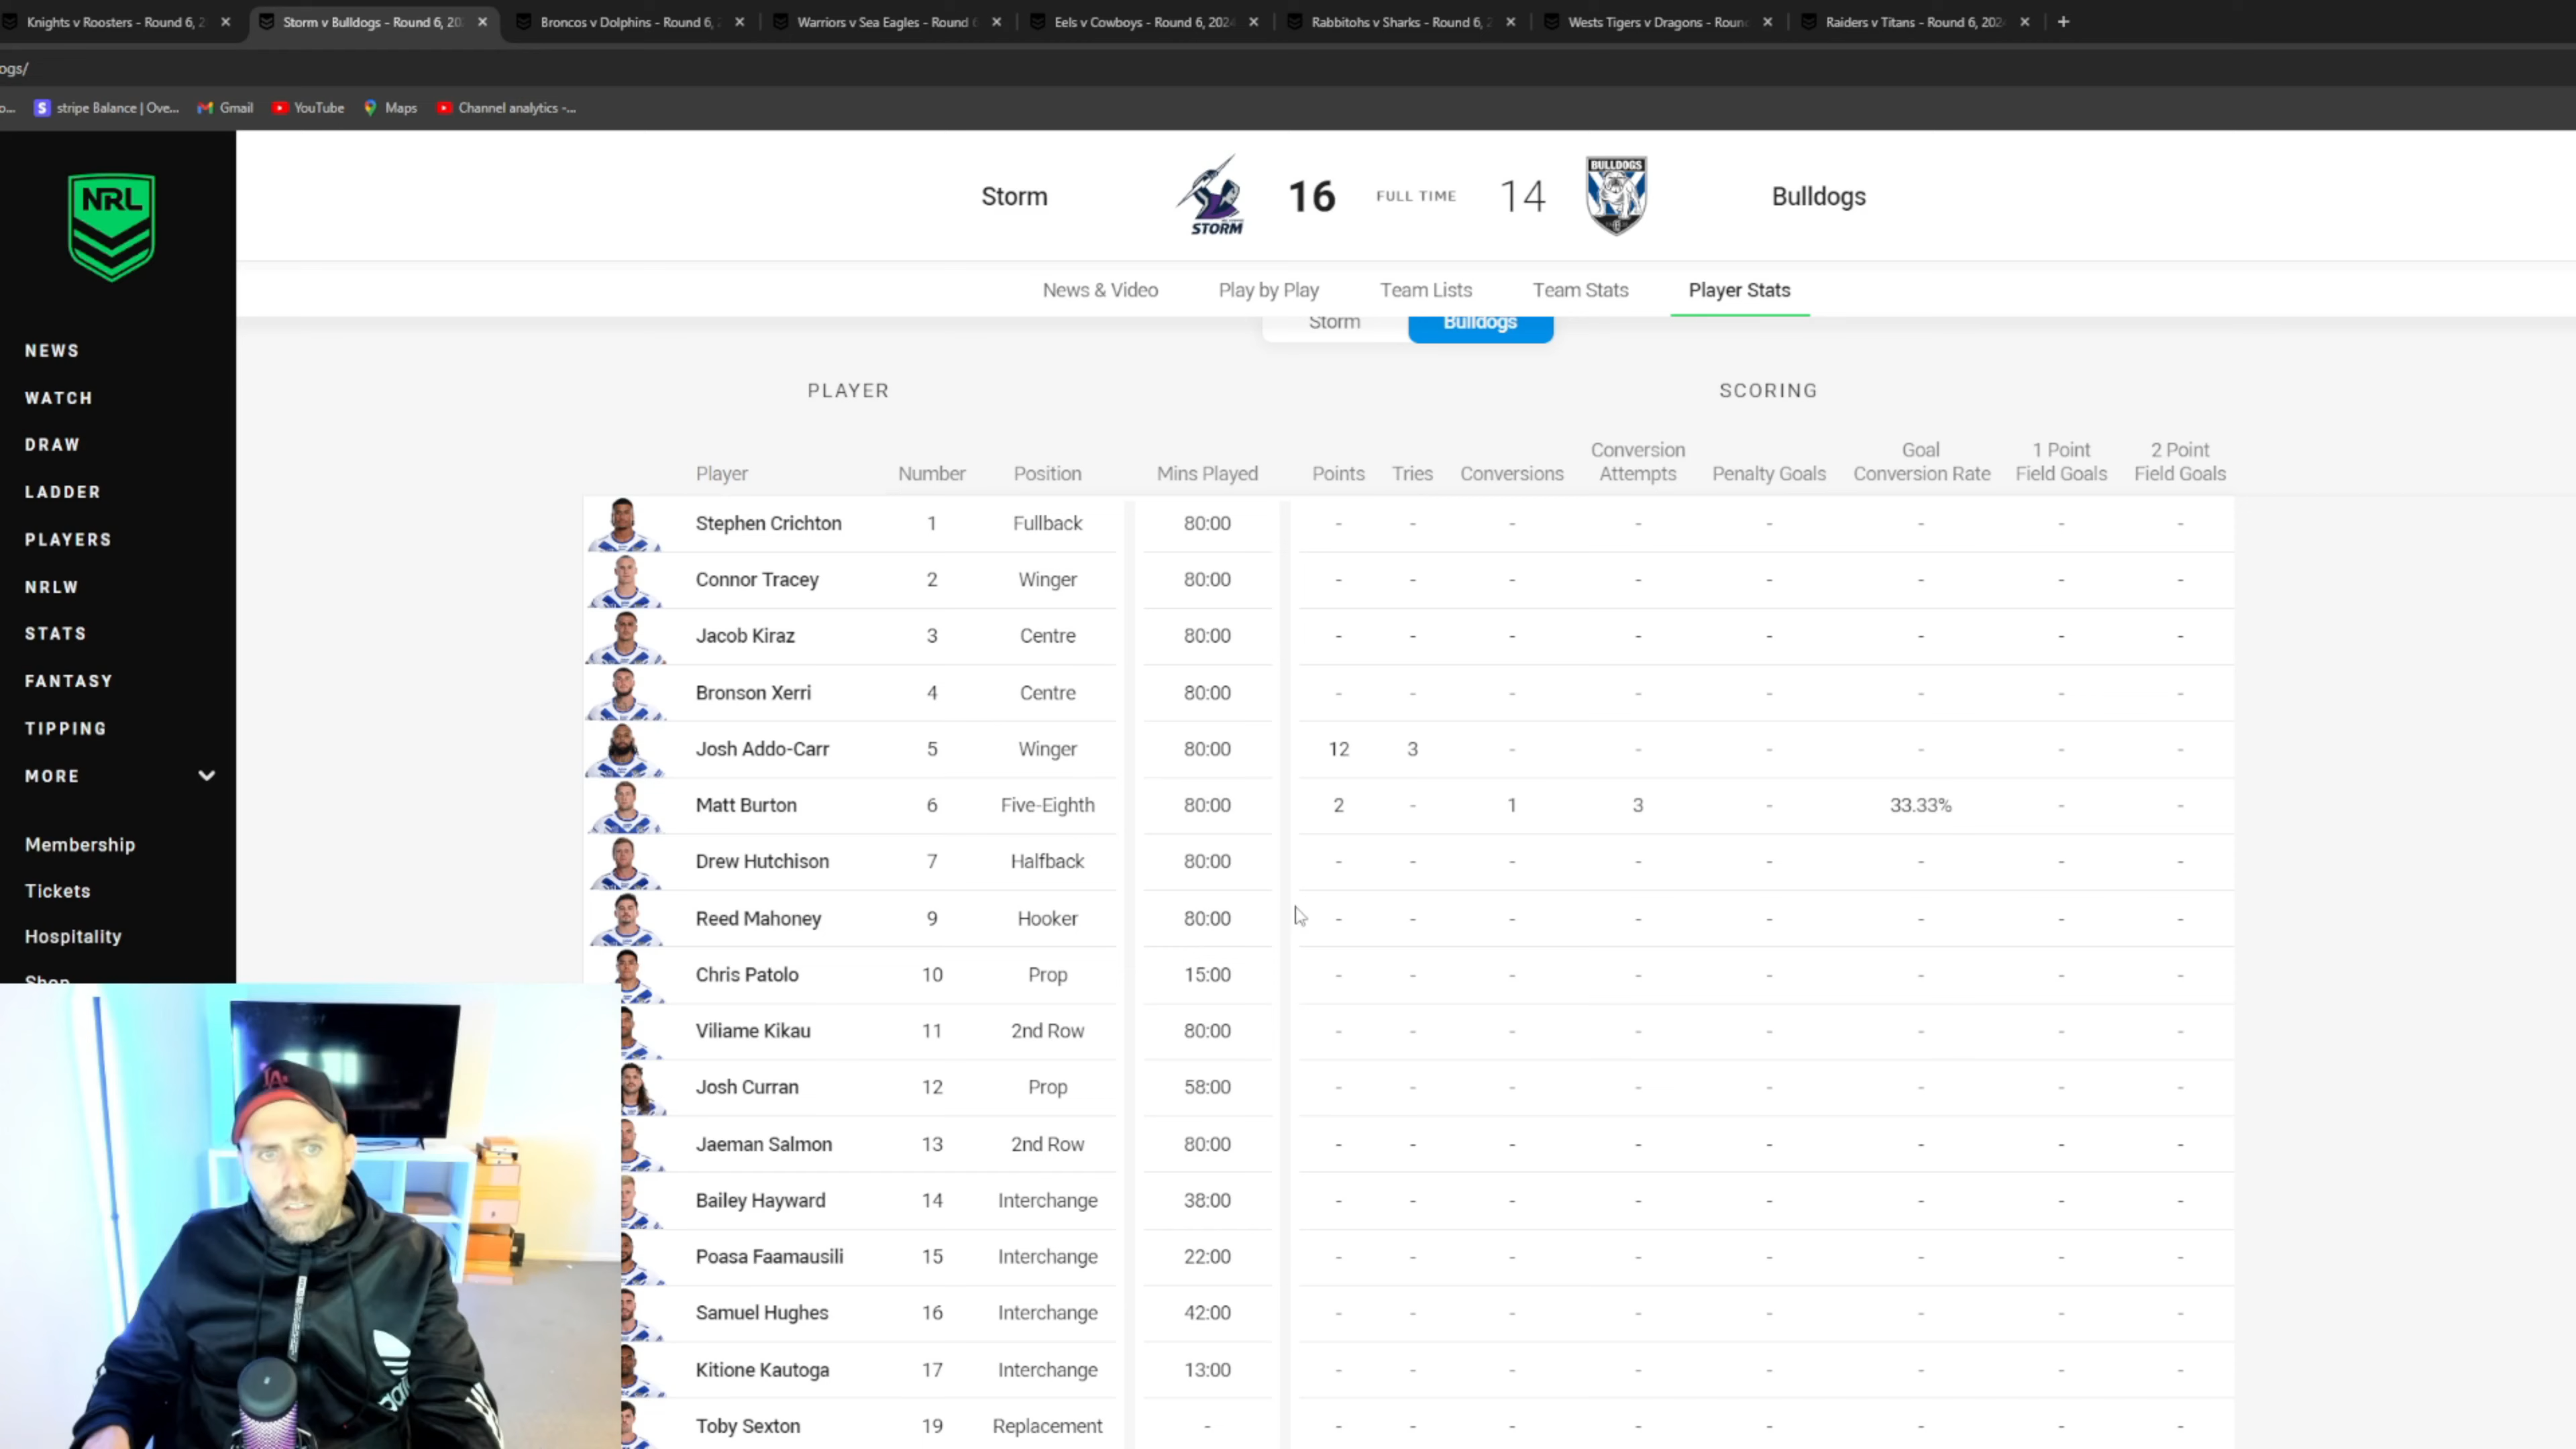 Knights v Roosters - Round 6, 2
Storm v Bulldogs - Round 6, 20
Broncos v Dolphins - Round 6,
Warriors v Sea Eagles - Round 6
Eels v Cowboys - Round 6, 2024
Rabbitohs v Sharks - Round 6, 2
Wests Tigers v Dragons - Roun
Raiders v Titans - Round 6, 202
ogs/
o...
S stripe Balance | Ove...
Gmail
YouTube
Maps
Channel analytics -...
NRL
Storm
STORM
16
FULL TIME
14
BULLDOGS
Bulldogs
News & Video
Play by Play
Team Lists
Team Stats
Player Stats
Storm
Bulldogs
NEWS
WATCH
DRAW
LADDER
PLAYERS
NRLW
STATS
FANTASY
TIPPING
MORE
Membership
Tickets
Hospitality
Shop
PLAYER
SCORING
Player Number Position Mins Played Points Tries Conversions Conversion Attempts Penalty Goals Goal Conversion Rate 1 Point Field Goals 2 Point Field Goals
Stephen Crichton 1 Fullback 80:00 - - - - - - - -
Connor Tracey 2 Winger 80:00 - - - - - - - -
Jacob Kiraz 3 Centre 80:00 - - - - - - - -
Bronson Xerri 4 Centre 80:00 - - - - - - - -
Josh Addo-Carr 5 Winger 80:00 12 3 - - - - - -
Matt Burton 6 Five-Eighth 80:00 2 - 1 3 - 33.33% - -
Drew Hutchison 7 Halfback 80:00 - - - - - - - -
Reed Mahoney 9 Hooker 80:00 - - - - - - - -
Chris Patolo 10 Prop 15:00 - - - - - - - -
Viliame Kikau 11 2nd Row 80:00 - - - - - - - -
Josh Curran 12 Prop 58:00 - - - - - - - -
Jaeman Salmon 13 2nd Row 80:00 - - - - - - - -
Bailey Hayward 14 Interchange 38:00 - - - - - - - -
Poasa Faamausili 15 Interchange 22:00 - - - - - - - -
Samuel Hughes 16 Interchange 42:00 - - - - - - - -
Kitione Kautoga 17 Interchange 13:00 - - - - - - - -
Toby Sexton 19 Replacement - - - - - - - - -